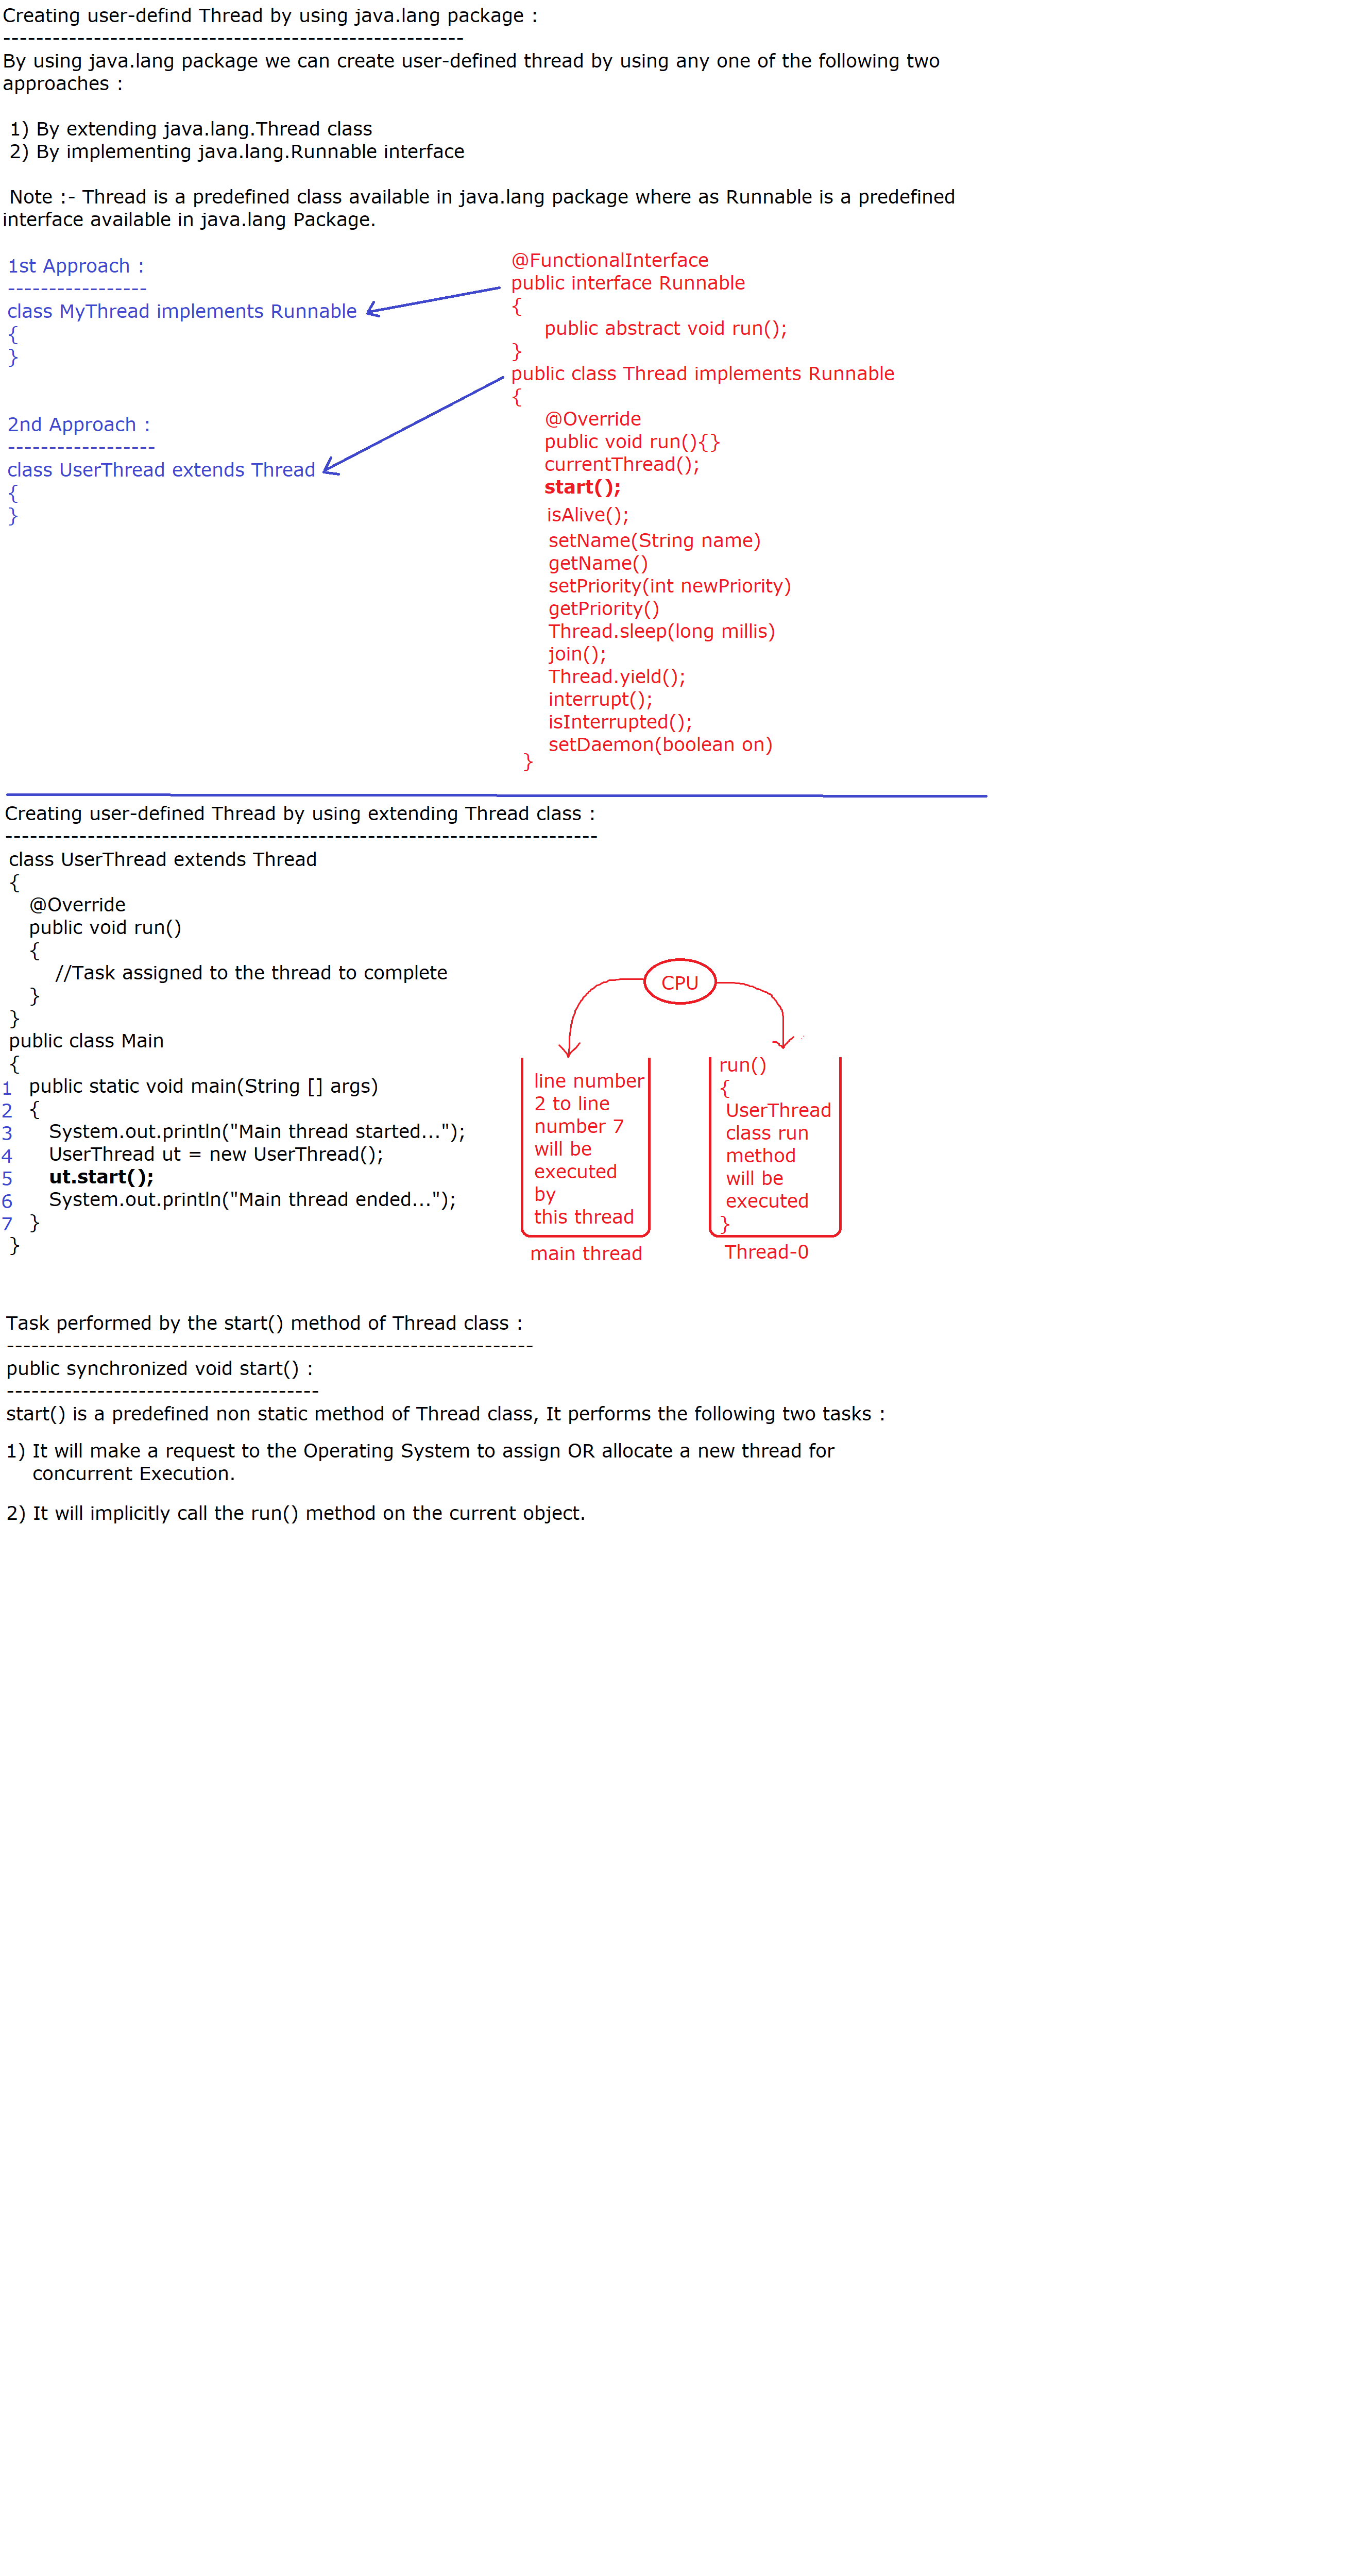 Creating user-defind Thread by using java.lang package :
--------------------------------------------------------
By using java.lang package we can create user-defined thread by using any one of the following two
approaches :
1) By extending java.lang.Thread class
2) By implementing java.lang.Runnable interface
Note :- Thread is a predefined class available in java.lang package where as Runnable is a predefined
interface available in java.lang Package.
1st Approach :
-----------------
class MyThread implements Runnable
{
}
2nd Approach :
------------------
class UserThread extends Thread
{
}
@FunctionalInterface
public interface Runnable
{
public abstract void run();
}
public class Thread implements Runnable
{
@Override
public void run(){}
currentThread();
start();
isAlive();
setName(String name)
getName()
setPriority(int newPriority)
getPriority()
Thread.sleep(long millis)
join();
Thread.yield();
interrupt();
isInterrupted();
setDaemon(boolean on)
}
Creating user-defined Thread by using extending Thread class :
------------------------------------------------------------------------
class UserThread extends Thread
{
@Override
public void run()
{
//Task assigned to the thread to complete
}
}
public class Main
{
1 public static void main(String [] args)
2 {
3 System.out.println("Main thread started...");
4 UserThread ut = new UserThread();
5 ut.start();
6 System.out.println("Main thread ended...");
7 }
}
CPU
line number
2 to line
number 7
will be
executed
by
this thread
main thread
run()
{
UserThread
class run
method
will be
executed
}
Thread-0
Task performed by the start() method of Thread class :
----------------------------------------------------------------
public synchronized void start() :
--------------------------------------
start() is a predefined non static method of Thread class, It performs the following two tasks :
1) It will make a request to the Operating System to assign OR allocate a new thread for
concurrent Execution.
2) It will implicitly call the run() method on the current object.